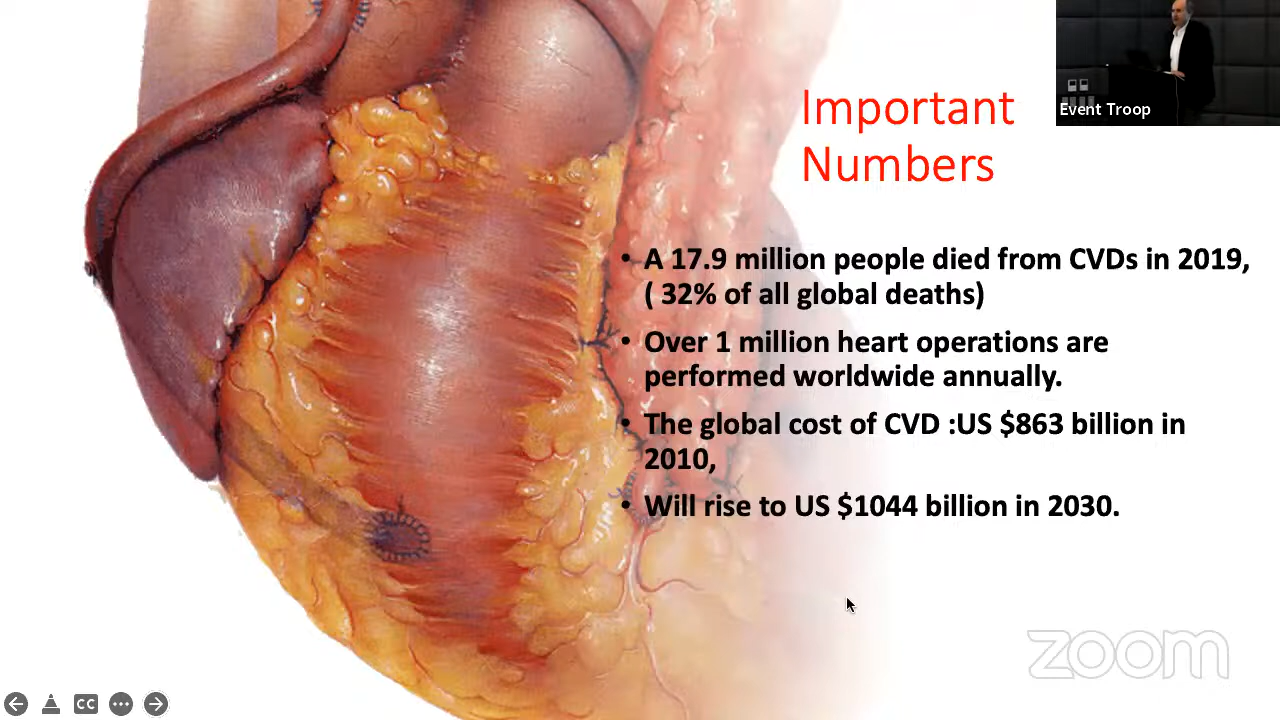 Important
Numbers
Event Troop
• A 17.9 million people died from CVDs in 2019,
( 32% of all global deaths)
• Over 1 million heart operations are
performed worldwide annually.
• The global cost of CVD :US $863 billion in
2010,
• Will rise to US $1044 billion in 2030.
zoom
CC